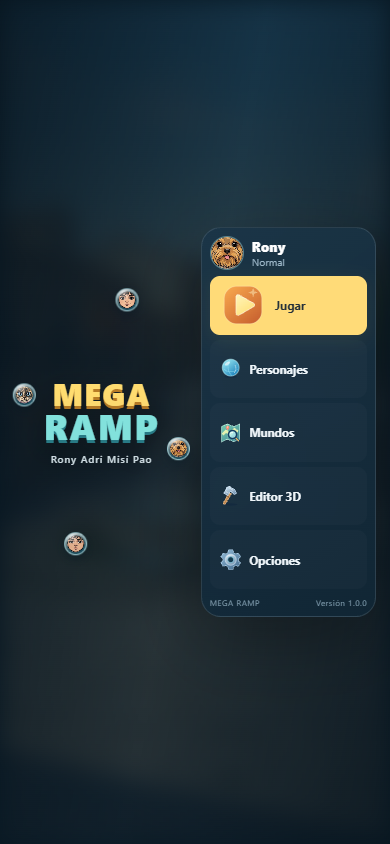 MEGA
RAMP
Rony Adri Misi Pao
Rony
Normal
Jugar
Personajes
Mundos
Editor 3D
Opciones
MEGA RAMP
Versión 1.0.0